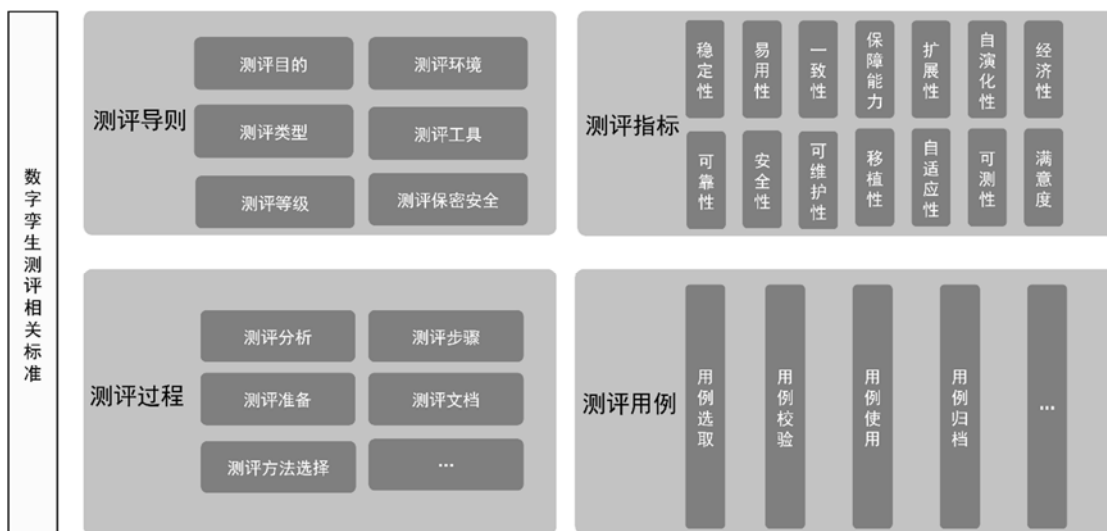 数字孪生测评相关标准
测评导则
测评目的
测评环境
测评类型
测评工具
测评等级
测评保密安全
测评指标
稳定性
易用性
一致性
保障能力
扩展性
自演化性
经济性
可靠性
安全性
可维护性
移植性
自适应性
可测性
满意度
测评过程
测评分析
测评步骤
测评准备
测评文档
测评方法选择
...
测评用例
用例选取
用例校验
用例使用
用例归档
...